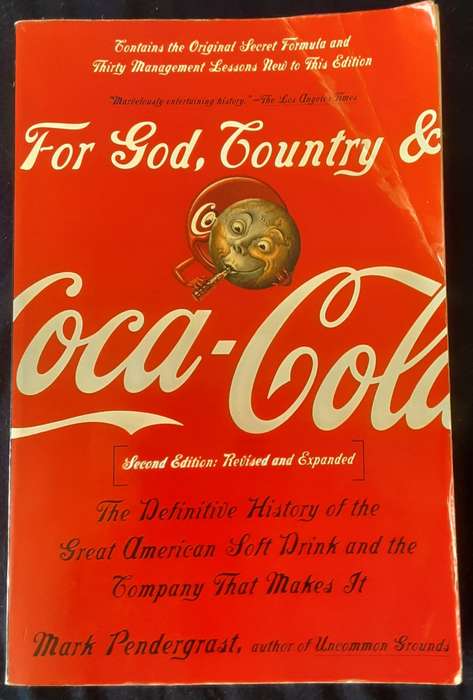 Contains the Original Secret Formula and
Thirty Management Lessons New to This Edition
"Marvelously entertaining history."—The Los Angeles Times
For God, Country &
Co
Coca-Cola
Second Edition: Revised and Expanded
The Definitive History of the
Great American Soft Drink and the
Company That Makes It
Mark Pendergrast, author of Uncommon Grounds